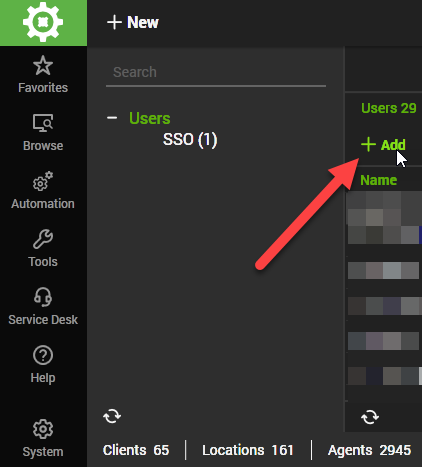 + New
Favorites
Browse
Automation
Tools
Service Desk
Help
System
Search
− Users
SSO (1)
Users 29
+ Add
Name
Clients 65 | Locations 161 | Agents 2945